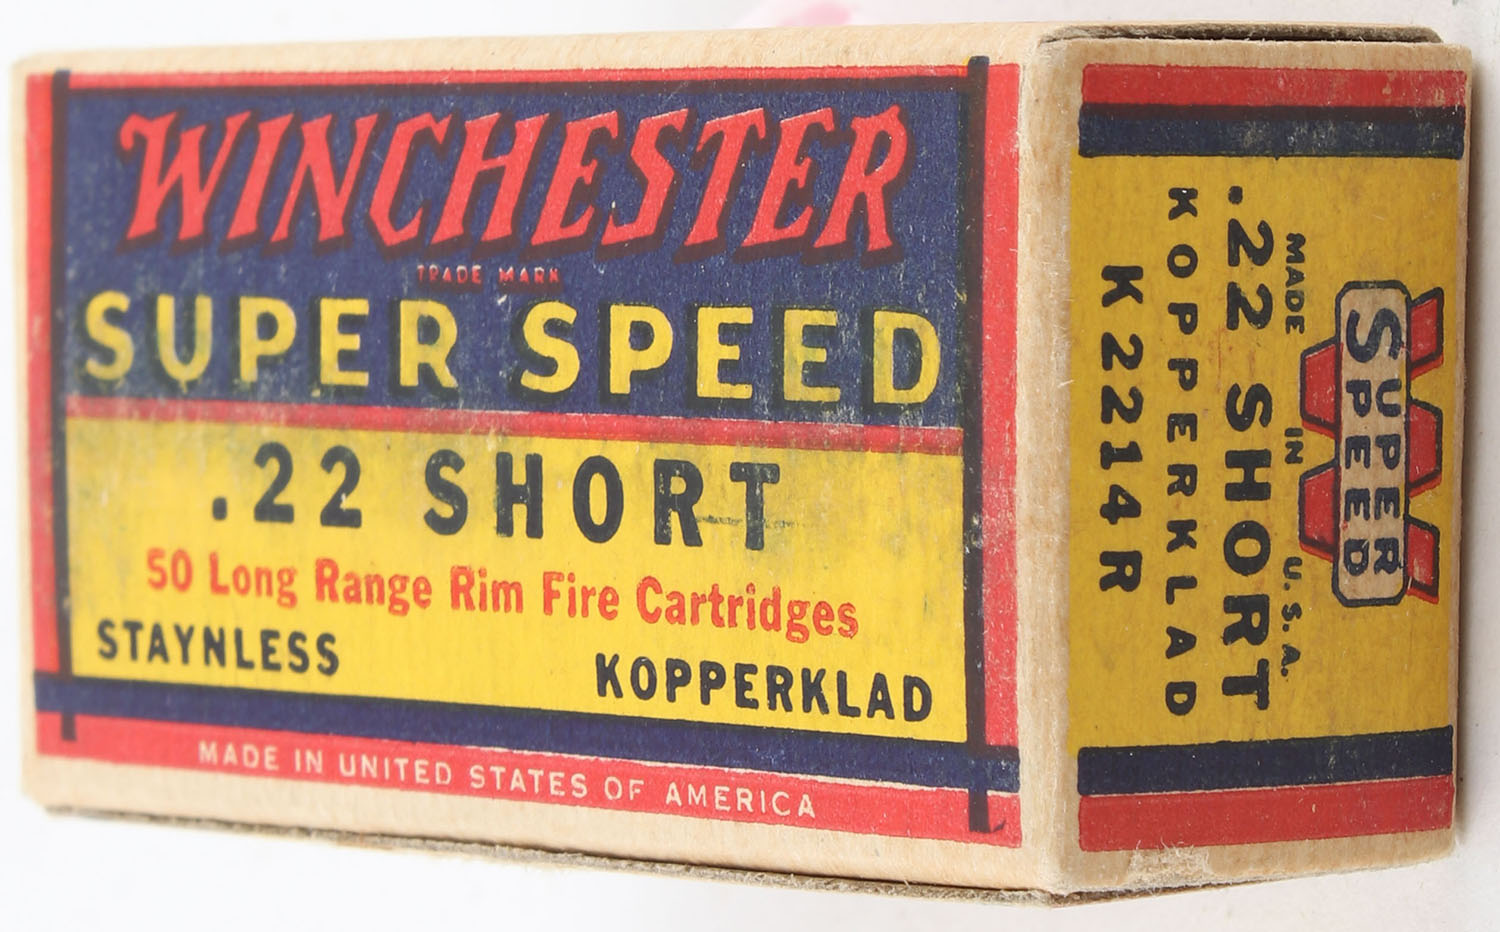 WINCHESTER
TRADE MARK
SUPER SPEED
.22 SHORT
50 Long Range Rim Fire Cartridges
STAYNLESS
KOPPERKLAD
MADE IN UNITED STATES OF AMERICA
W
SUPER
SPEED
MADE IN U.S.A.
.22 SHORT
KOPPERKLAD
K2214R